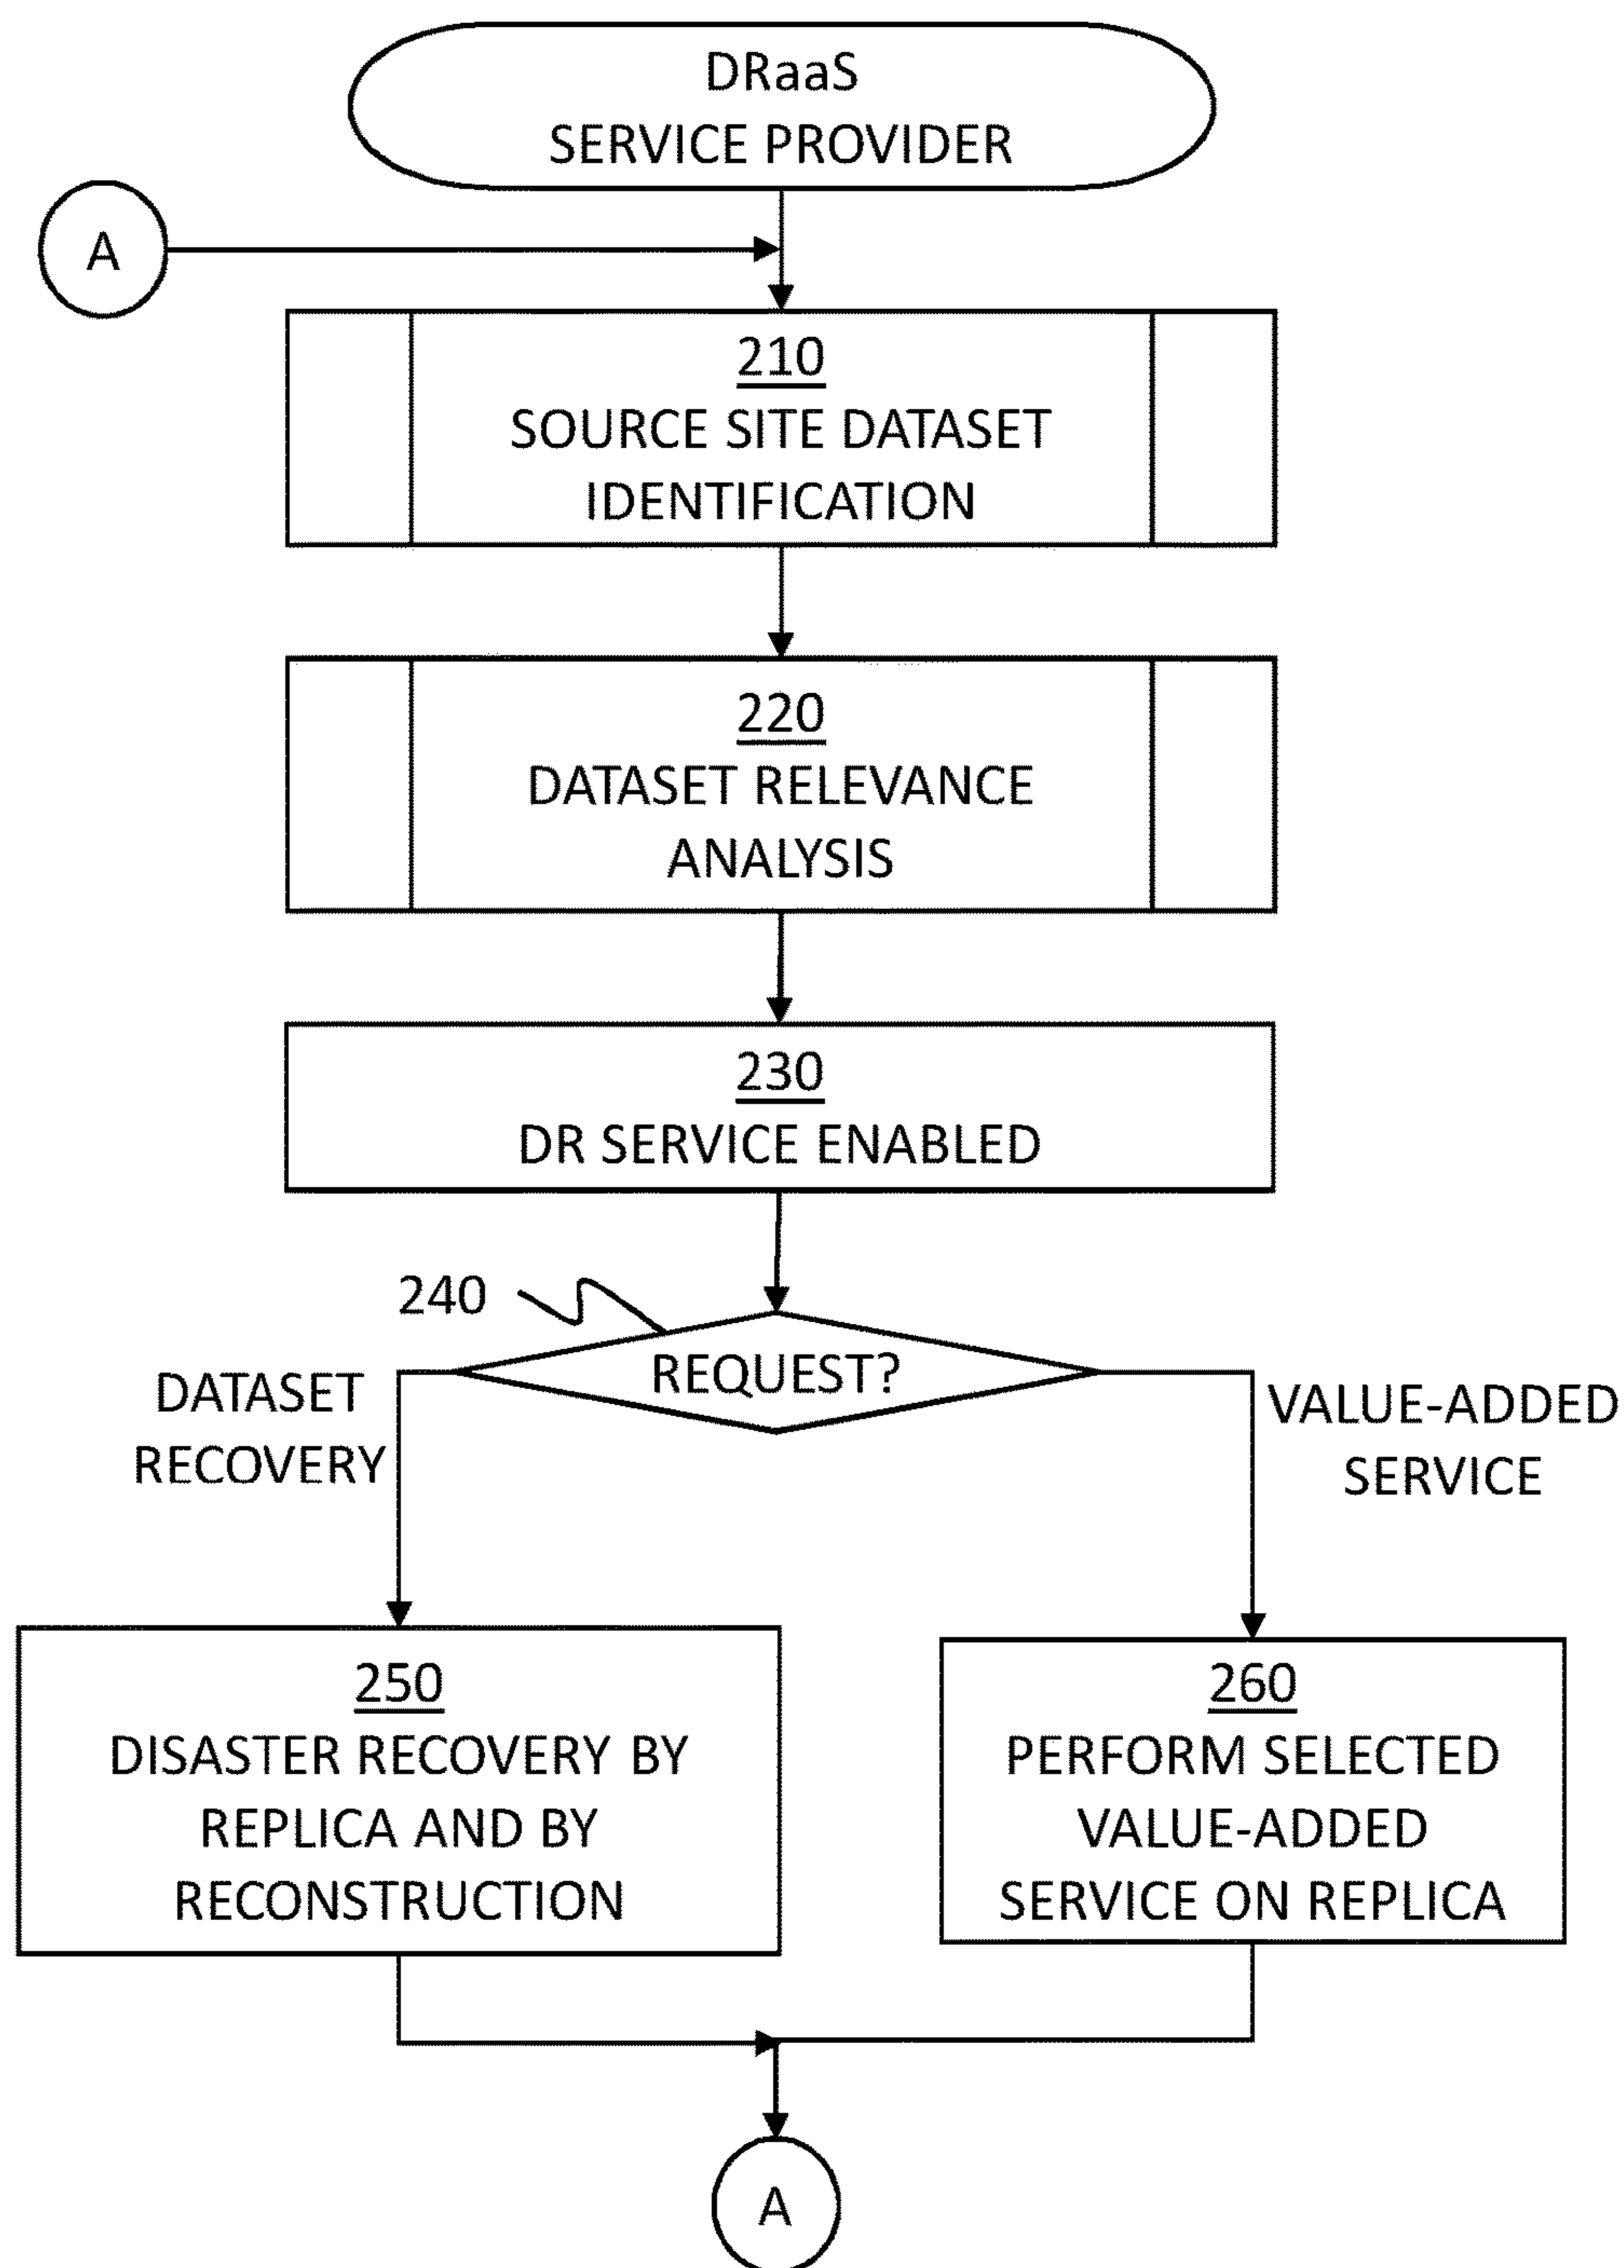 DRaaS
SERVICE PROVIDER
A
210
SOURCE SITE DATASET
IDENTIFICATION
220
DATASET RELEVANCE
ANALYSIS
230
DR SERVICE ENABLED
240
REQUEST?
DATASET
RECOVERY
VALUE-ADDED
SERVICE
250
DISASTER RECOVERY BY
REPLICA AND BY
RECONSTRUCTION
260
PERFORM SELECTED
VALUE-ADDED
SERVICE ON REPLICA
A